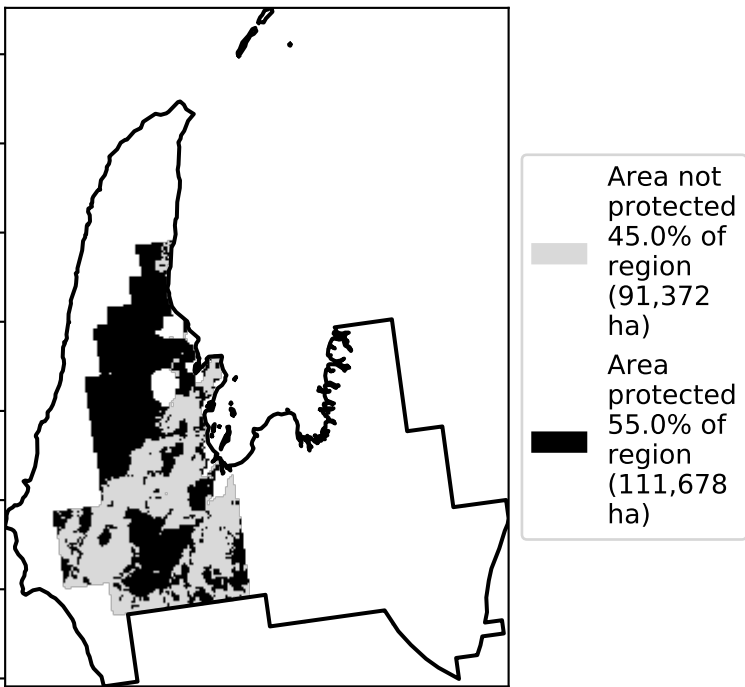 Area not
protected
45.0% of
region
(91,372
ha)
Area
protected
55.0% of
region
(111,678
ha)